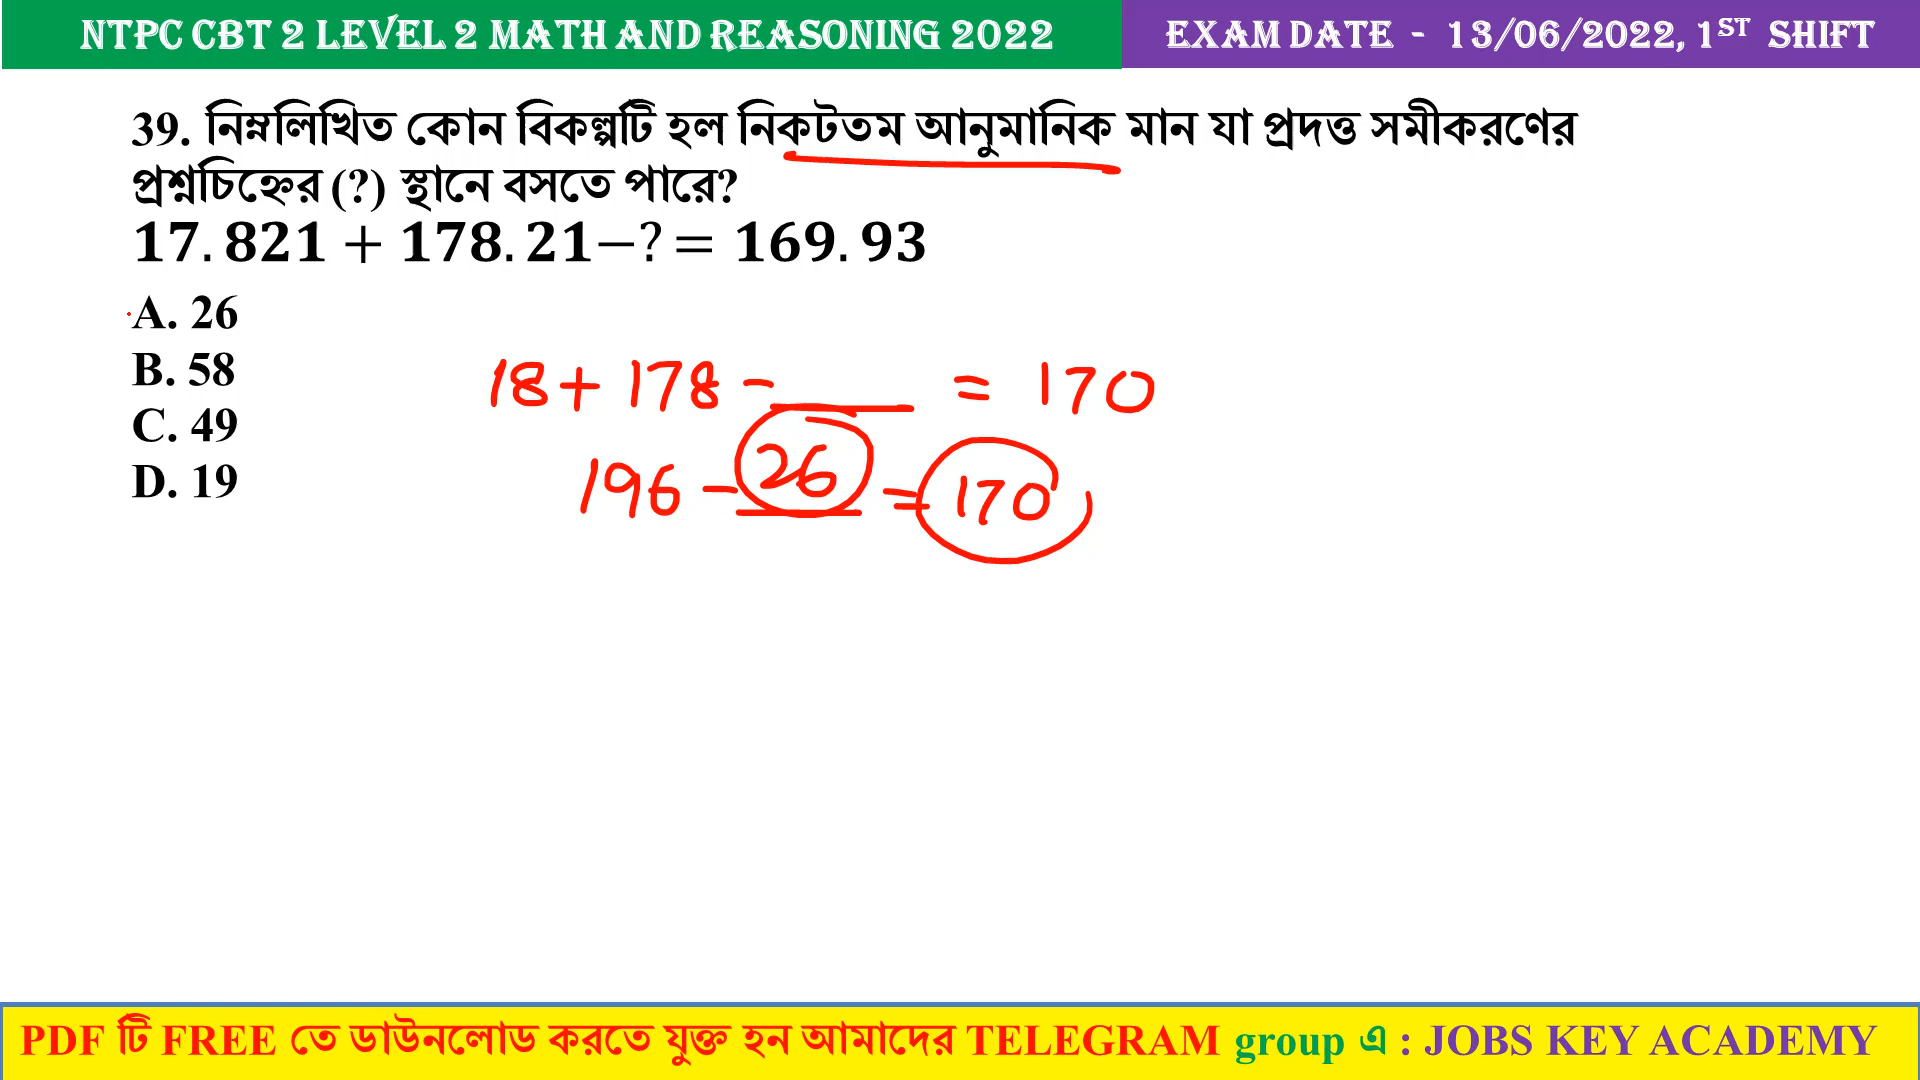 NTPC CBT 2 LEVEL 2 MATH AND REASONING 2022
EXAM DATE - 13/06/2022, 1ST SHIFT
39. নিম্নলিখিত কোন বিকল্পটি হল নিকটতম আনুমানিক মান যা প্রদত্ত সমীকরণের
প্রশ্নচিহ্নের (?) স্থানে বসতে পারে?
17.821 + 178.21−? = 169.93
A. 26
B. 58
C. 49
D. 19
18 + 178 - ___ = 170
196 - 26 = 170
PDF টি FREE তে ডাউনলোড করতে যুক্ত হন আমাদের TELEGRAM group এ : JOBS KEY ACADEMY